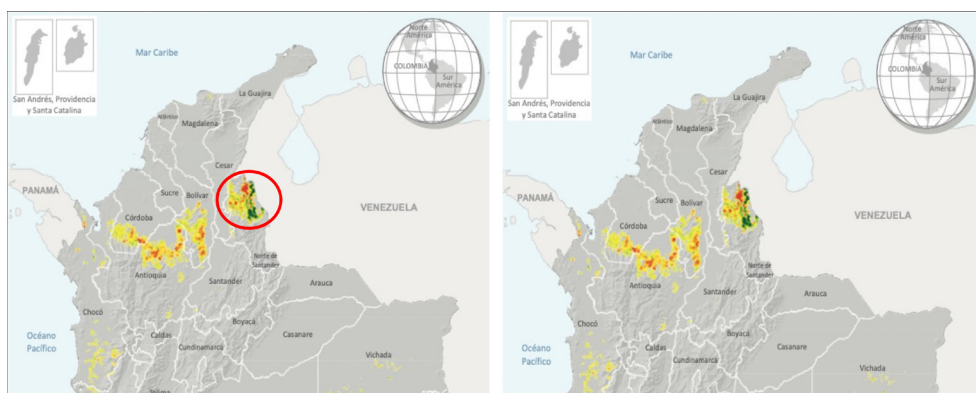 Norte
América
COLOMBIA
Sur
América
Mar Caribe
San Andrés, Providencia
y Santa Catalina
La Guajira
Atlántico
Magdalena
Cesar
PANAMÁ
Sucre
Bolívar
VENEZUELA
Córdoba
Norte de
Santander
Antioquia
Santander
Arauca
Chocó
Boyacá
Océano
Pacífico
Caldas
Casanare
Cundinamarca
Vichada
Norte
América
COLOMBIA
Sur
América
Mar Caribe
San Andrés, Providencia
y Santa Catalina
La Guajira
Atlántico
Magdalena
Cesar
PANAMÁ
Sucre
Bolívar
VENEZUELA
Córdoba
Norte de
Santander
Antioquia
Santander
Arauca
Chocó
Boyacá
Océano
Pacífico
Caldas
Casanare
Cundinamarca
Vichada